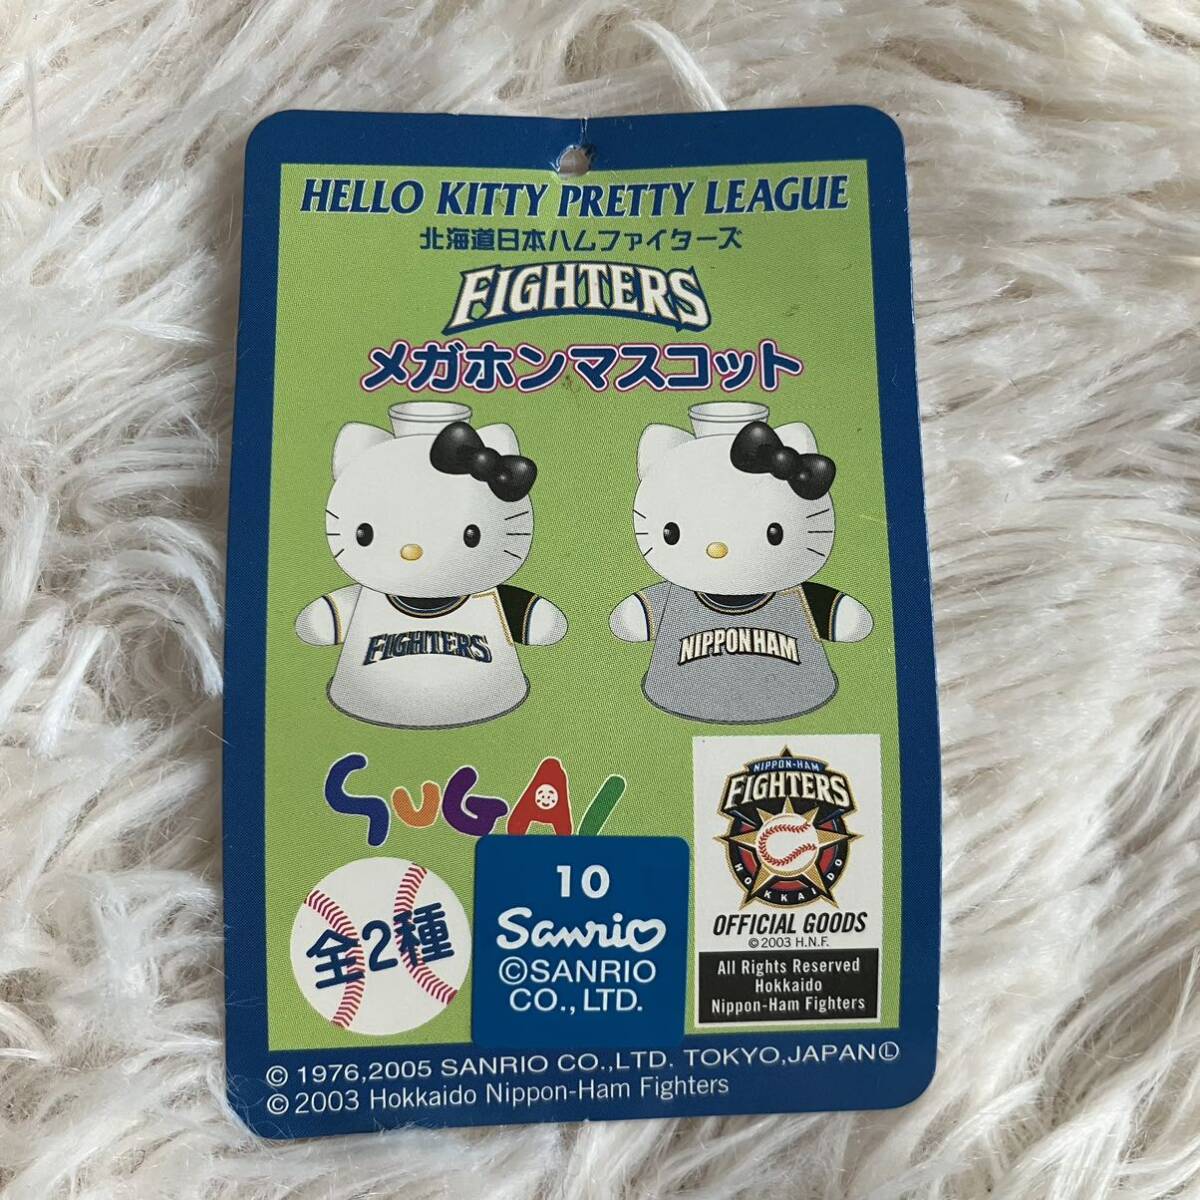 HELLO KITTY PRETTY LEAGUE
北海道日本ハムファイターズ
FIGHTERS
メガホンマスコット
FIGHTERS
NIPPONHAM
SUGAI
NIPPON-HAM
FIGHTERS
HOKKAIDO
OFFICIAL GOODS
© 2003 H.N.F.
All Rights Reserved
Hokkaido
Nippon-Ham Fighters
全2種
10
Sanrio
©SANRIO
CO.,LTD.
© 1976,2005 SANRIO CO.,LTD. TOKYO,JAPANⓁ
© 2003 Hokkaido Nippon-Ham Fighters